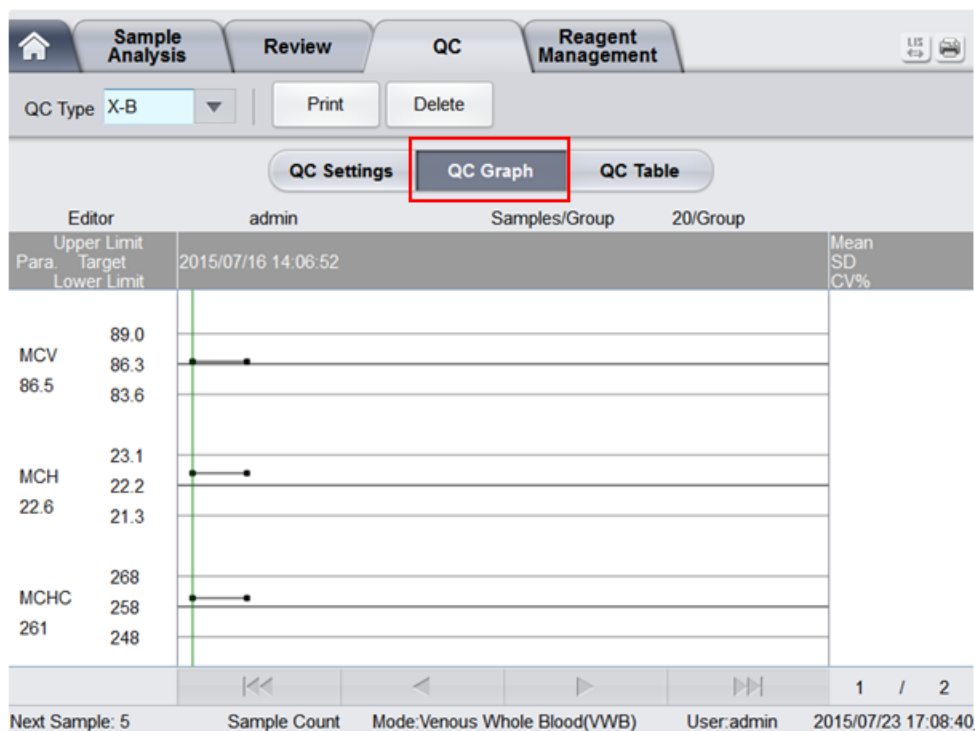 Sample Analysis Review QC Reagent Management LIS
QC Type X-B Print Delete
QC Settings QC Graph QC Table
Editor admin Samples/Group 20/Group
Upper Limit Mean
Para. Target 2015/07/16 14:06:52 SD
Lower Limit CV%
89.0
MCV 86.3
86.5 83.6
23.1
MCH 22.2
22.6 21.3
268
MCHC 258
261 248
1 / 2
Next Sample: 5 Sample Count Mode:Venous Whole Blood(VWB) User:admin 2015/07/23 17:08:40